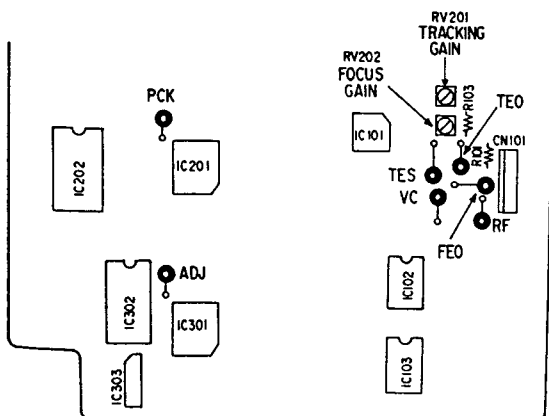 RV201
TRACKING
GAIN
RV202
FOCUS
GAIN
R103
TEO
PCK
IC101
CN101
R101
IC202
IC201
TES
VC
RF
FEO
ADJ
IC302
IC301
IC102
IC303
IC103